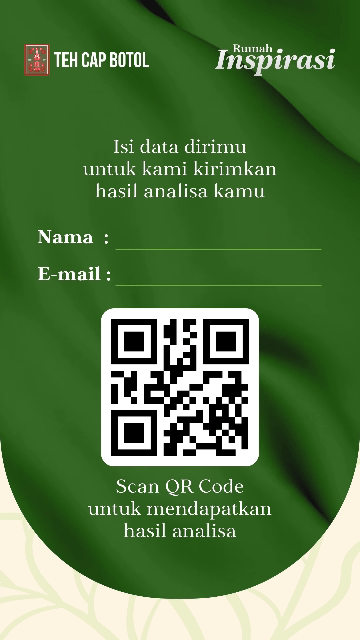 TEH CAP BOTOL
Rumah
Inspirasi
Isi data dirimu
untuk kami kirimkan
hasil analisa kamu
Nama :
E-mail :
Scan QR Code
untuk mendapatkan
hasil analisa